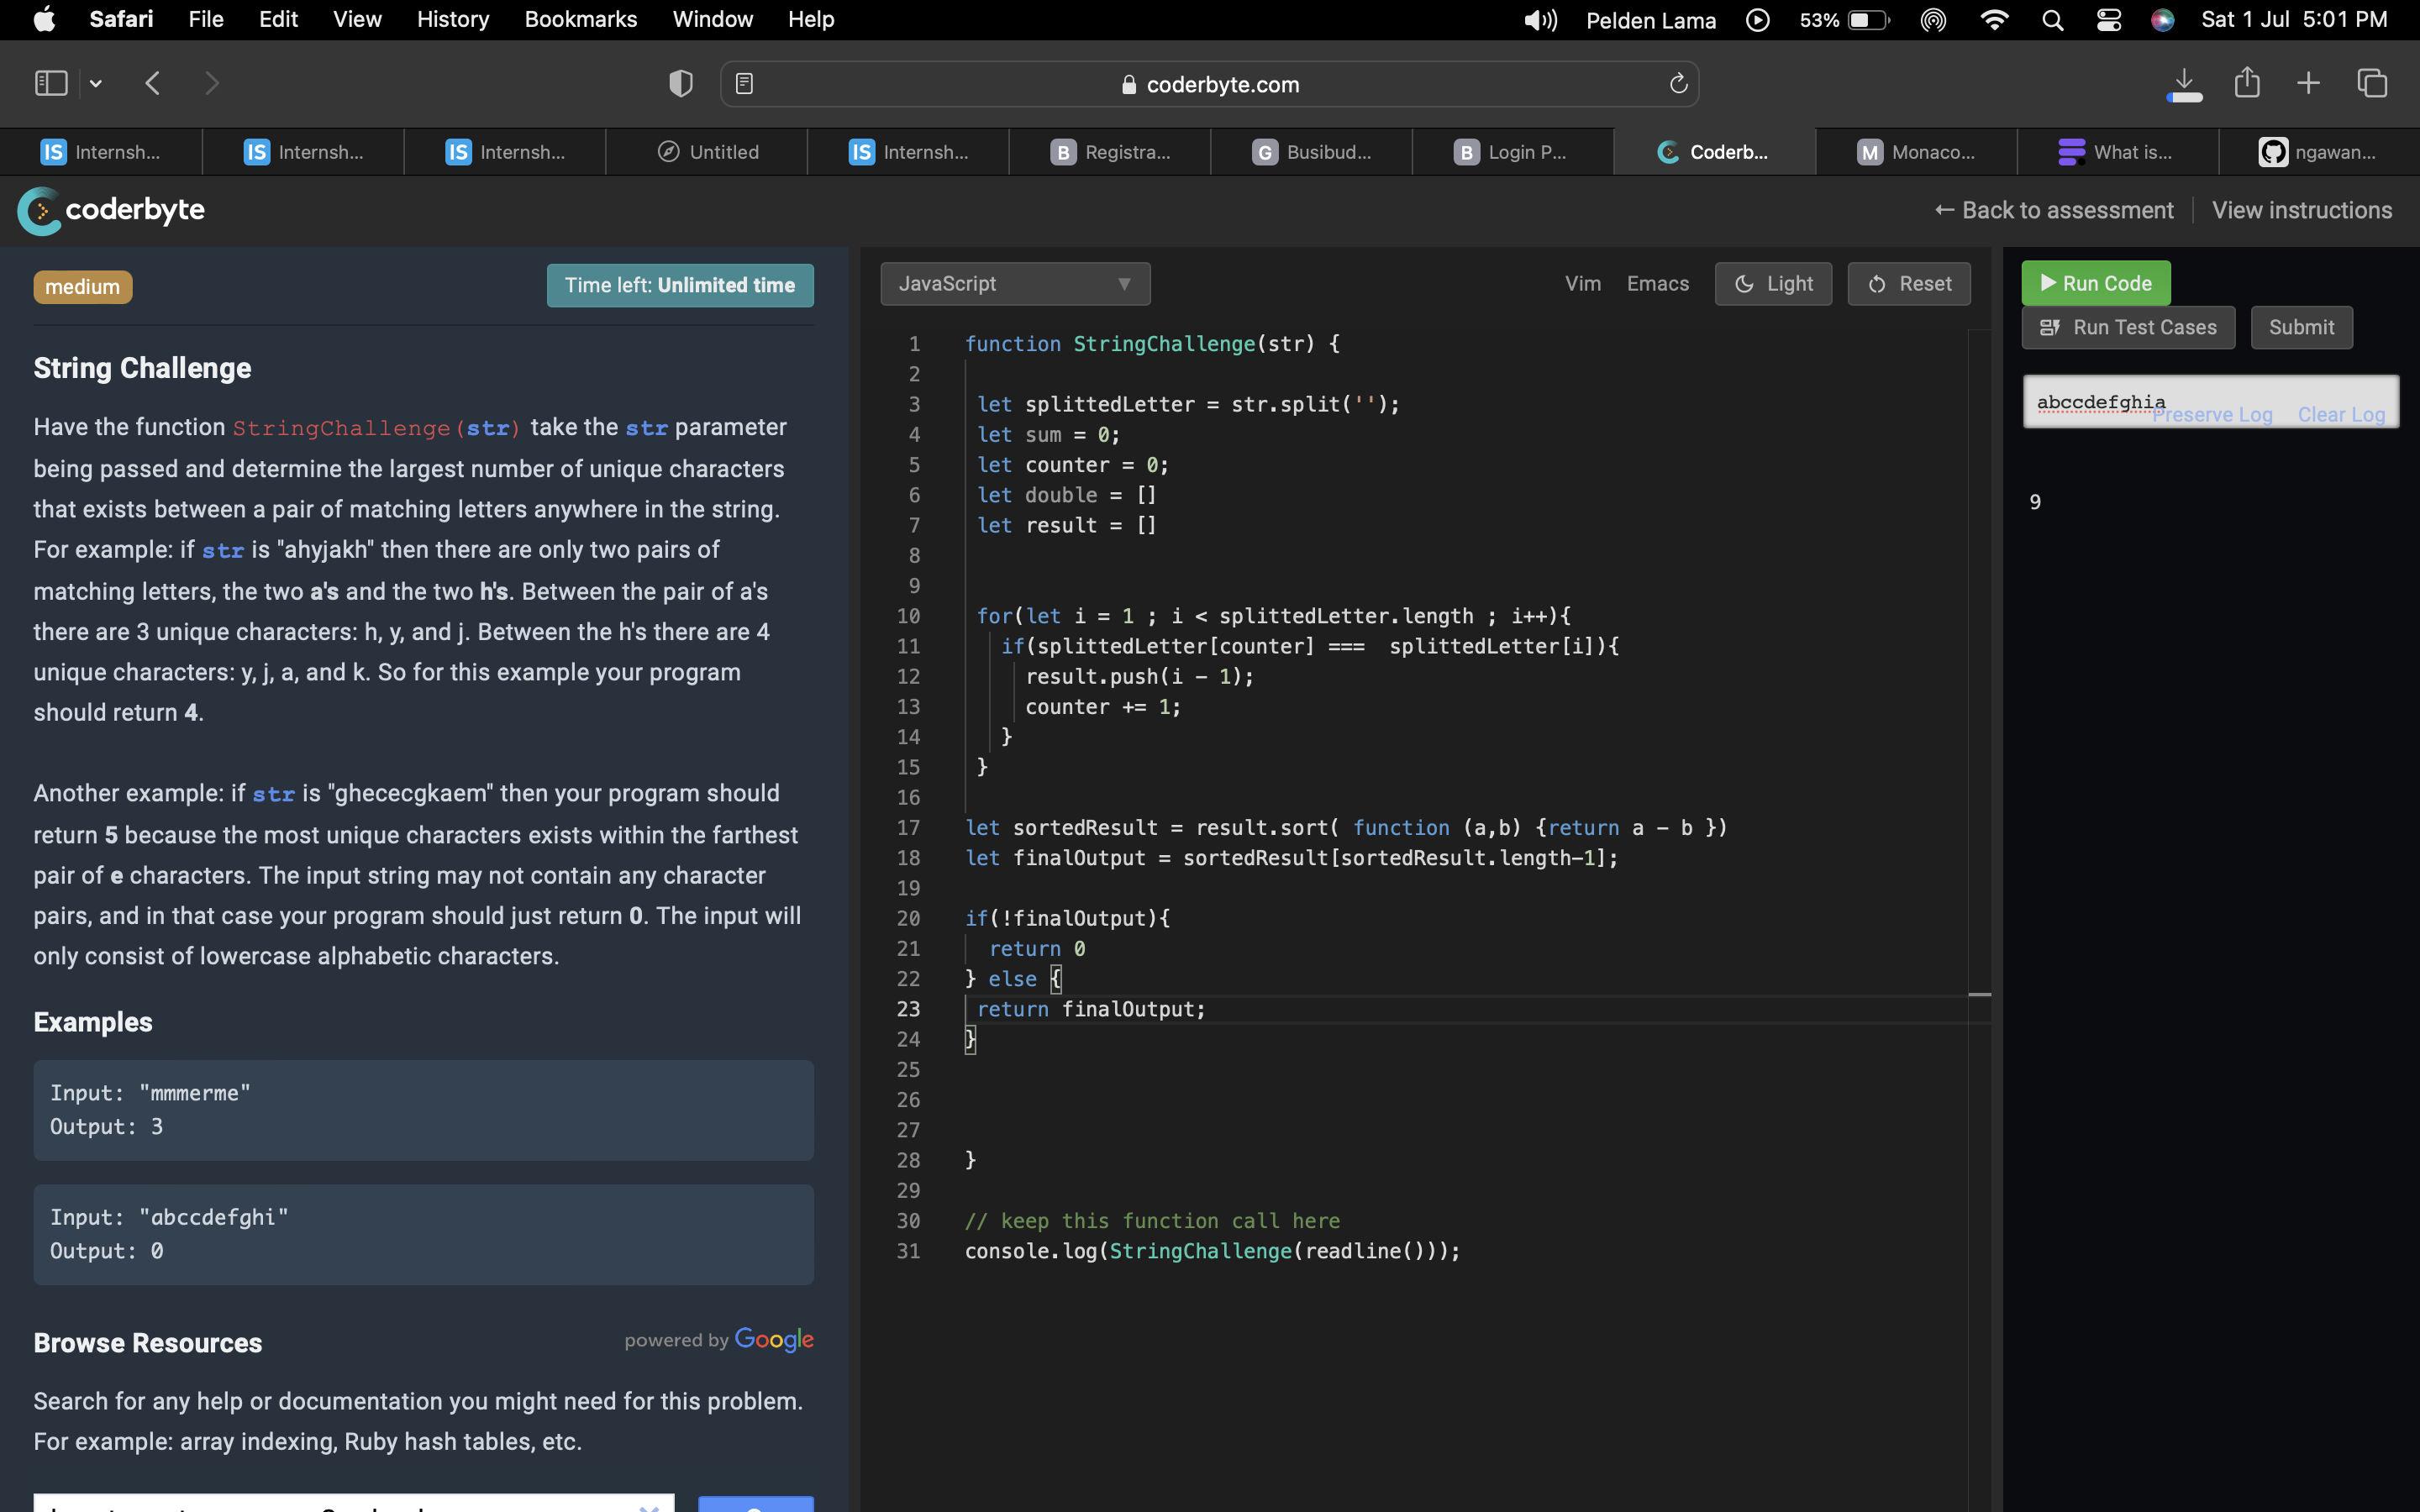 Safari File Edit View History Bookmarks Window Help Pelden Lama 53% Sat 1 Jul 5:01 PM
coderbyte.com
IS Internsh... IS Internsh... IS Internsh... Untitled IS Internsh... B Registra... G Busibud... B Login P... Coderb... M Monaco... What is... ngawan...
coderbyte ← Back to assessment View instructions
medium Time left: Unlimited time
String Challenge
Have the function StringChallenge(str) take the str parameter
being passed and determine the largest number of unique characters
that exists between a pair of matching letters anywhere in the string.
For example: if str is "ahyjakh" then there are only two pairs of
matching letters, the two a's and the two h's. Between the pair of a's
there are 3 unique characters: h, y, and j. Between the h's there are 4
unique characters: y, j, a, and k. So for this example your program
should return 4.
Another example: if str is "ghececgkaem" then your program should
return 5 because the most unique characters exists within the farthest
pair of e characters. The input string may not contain any character
pairs, and in that case your program should just return 0. The input will
only consist of lowercase alphabetic characters.
Examples
Input: "mmmerme"
Output: 3
Input: "abccdefghi"
Output: 0
Browse Resources powered by Google
Search for any help or documentation you might need for this problem.
For example: array indexing, Ruby hash tables, etc.
JavaScript Vim Emacs Light Reset
1 function StringChallenge(str) {
2
3 let splittedLetter = str.split('');
4 let sum = 0;
5 let counter = 0;
6 let double = []
7 let result = []
8
9
10 for(let i = 1 ; i < splittedLetter.length ; i++){
11 if(splittedLetter[counter] === splittedLetter[i]){
12 result.push(i - 1);
13 counter += 1;
14 }
15 }
16
17 let sortedResult = result.sort( function (a,b) {return a - b })
18 let finalOutput = sortedResult[sortedResult.length-1];
19
20 if(!finalOutput){
21 return 0
22 } else {
23 return finalOutput;
24 }
25
26
27
28 }
29
30 // keep this function call here
31 console.log(StringChallenge(readline()));
Run Code
Run Test Cases Submit
abccdefghia
Preserve Log Clear Log
9